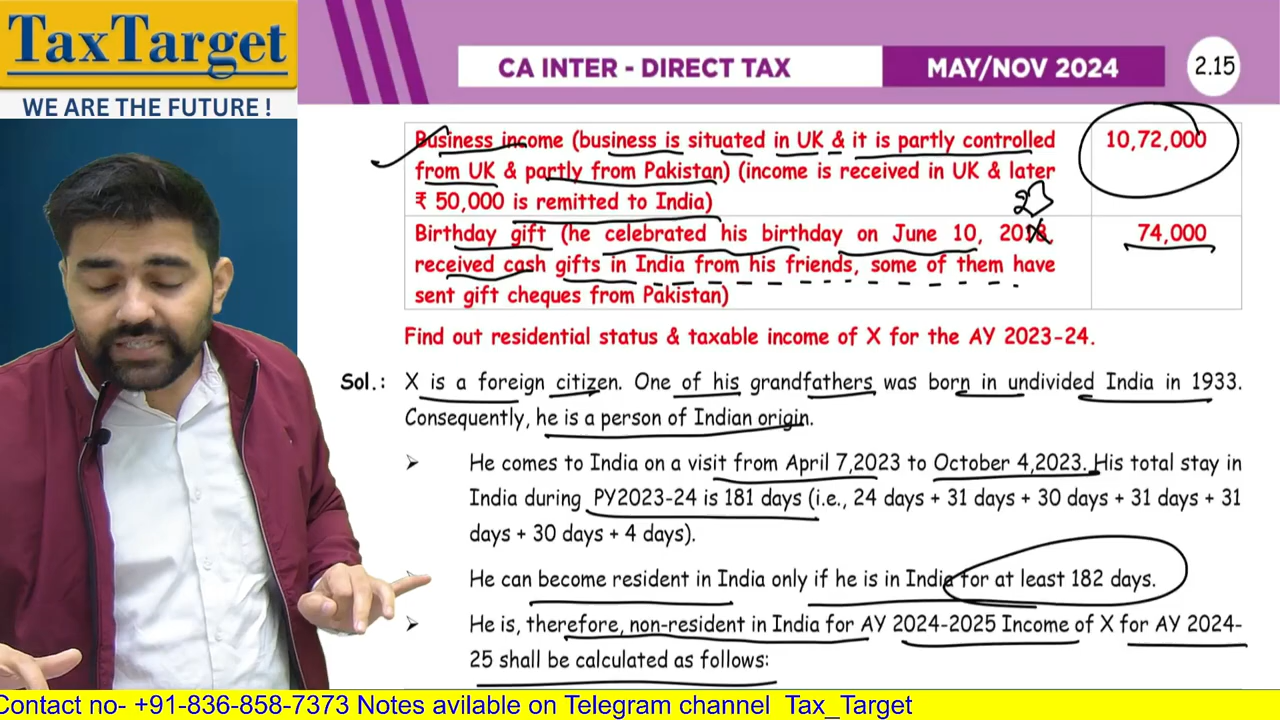 TaxTarget
WE ARE THE FUTURE !
CA INTER - DIRECT TAX
MAY/NOV 2024
2.15
Business income (business is situated in UK & it is partly controlled
from UK & partly from Pakistan) (income is received in UK & later
₹ 50,000 is remitted to India)
10,72,000
Birthday gift (he celebrated his birthday on June 10, 2018,
received cash gifts in India from his friends, some of them have
sent gift cheques from Pakistan)
74,000
Find out residential status & taxable income of X for the AY 2023-24.
Sol.: X is a foreign citizen. One of his grandfathers was born in undivided India in 1933.
Consequently, he is a person of Indian origin.
He comes to India on a visit from April 7,2023 to October 4,2023. His total stay in
India during PY2023-24 is 181 days (i.e., 24 days + 31 days + 30 days + 31 days + 31
days + 30 days + 4 days).
He can become resident in India only if he is in India for at least 182 days.
He is, therefore, non-resident in India for AY 2024-2025 Income of X for AY 2024-
25 shall be calculated as follows:
Contact no- +91-836-858-7373 Notes avilable on Telegram channel Tax_Target